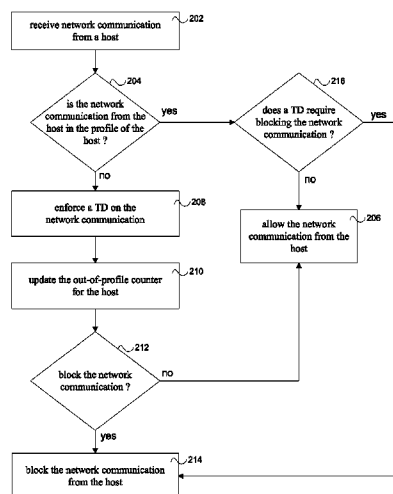 receive network communication
from a host
202
204
is the network
communication from the
host in the profile of the
host ?
yes
no
216
does a TD require
blocking the network
communication ?
yes
no
enforce a TD on the
network communication
208
allow the network
communication from the
host
206
update the out-of-profile counter
for the host
210
212
block the network
communication ?
no
yes
block the network communication
from the host
214